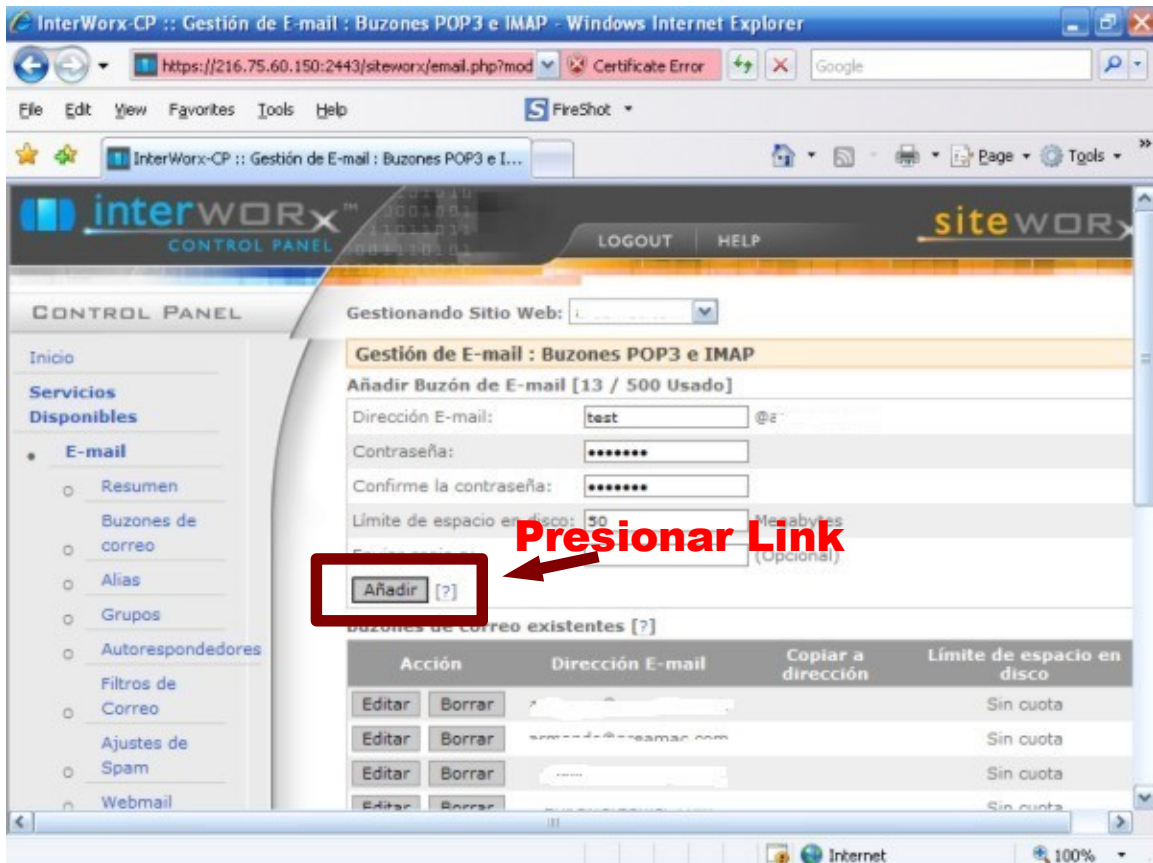 InterWorx-CP :: Gestión de E-mail : Buzones POP3 e IMAP - Windows Internet Explorer
https://216.75.60.150:2443/siteworx/email.php?mod Certificate Error Google
File Edit View Favorites Tools Help FireShot
InterWorx-CP :: Gestión de E-mail : Buzones POP3 e I... Page Tools
interworx™ siteworx
CONTROL PANEL LOGOUT HELP
CONTROL PANEL
Inicio
Servicios
Disponibles
E-mail
Resumen
Buzones de
correo
Alias
Grupos
Autorespondedores
Filtros de
Correo
Ajustes de
Spam
Webmail
Gestionando Sitio Web:
Gestión de E-mail : Buzones POP3 e IMAP
Añadir Buzón de E-mail [13 / 500 Usado]
Dirección E-mail: test @
Contraseña: •••••••
Confirme la contraseña: •••••••
Límite de espacio en disco: 50 Megabytes
Presionar Link
(Opcional)
Añadir [?]
Buzones de correo existentes [?]
Acción Dirección E-mail Copiar a dirección Límite de espacio en disco
Editar Borrar Sin cuota
Editar Borrar Sin cuota
Editar Borrar Sin cuota
Editar Borrar Sin cuota
Internet 100%